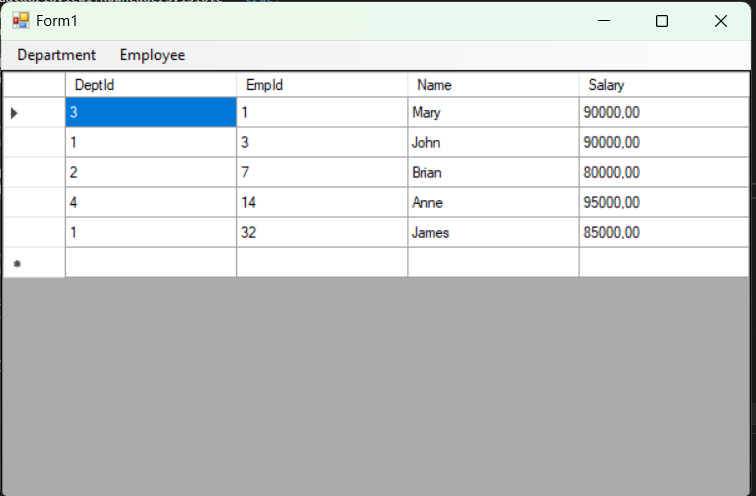 Form1
Department Employee
DeptId EmpId Name Salary
3 1 Mary 90000.00
1 3 John 90000.00
2 7 Brian 80000.00
4 14 Anne 95000.00
1 32 James 85000.00